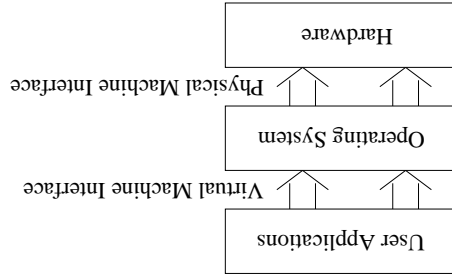 User Applications
Virtual Machine Interface
Operating System
Physical Machine Interface
Hardware